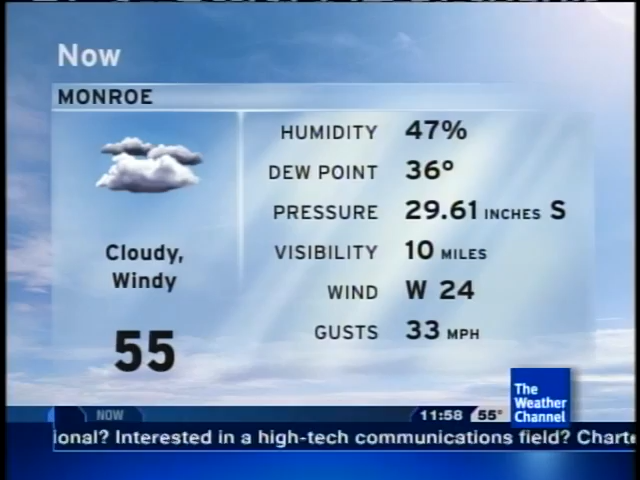 Now
MONROE
HUMIDITY 47%
DEW POINT 36°
PRESSURE 29.61 INCHES S
VISIBILITY 10 MILES
WIND W 24
GUSTS 33 MPH
Cloudy,
Windy
55
The
Weather
Channel
NOW
11:58 55°
ional? Interested in a high-tech communications field? Charte